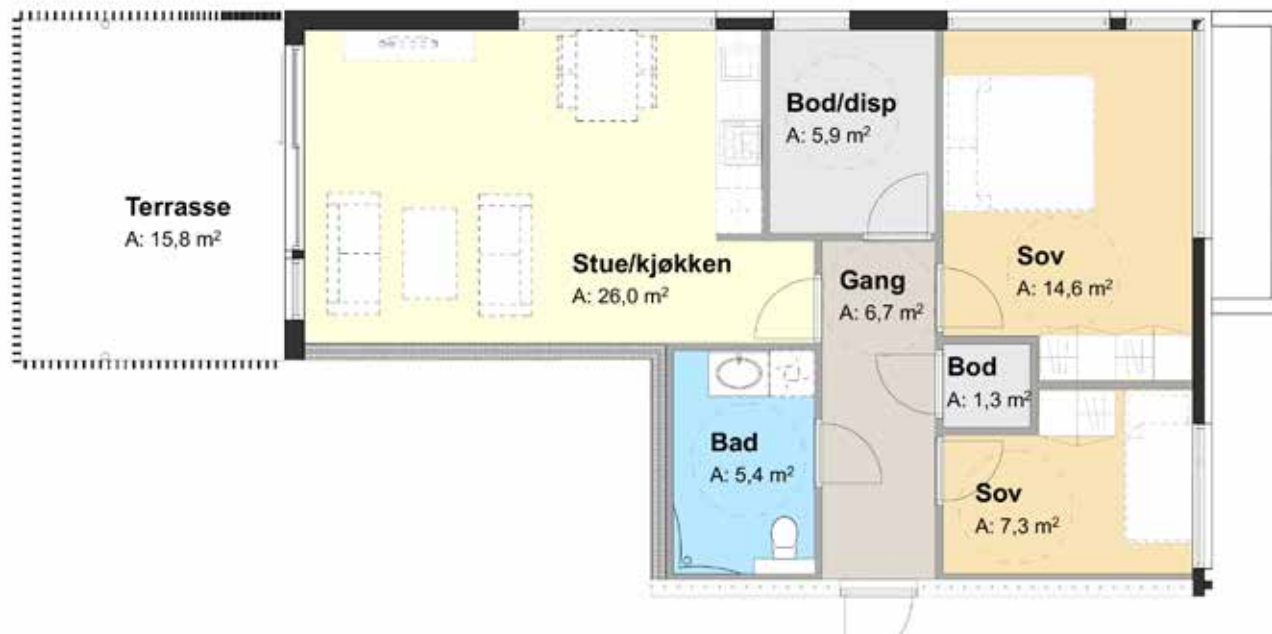 Terrasse
A: 15,8 m²
Stue/kjøkken
A: 26,0 m²
Bod/disp
A: 5,9 m²
Gang
A: 6,7 m²
Sov
A: 14,6 m²
Bod
A: 1,3 m²
Bad
A: 5,4 m²
Sov
A: 7,3 m²